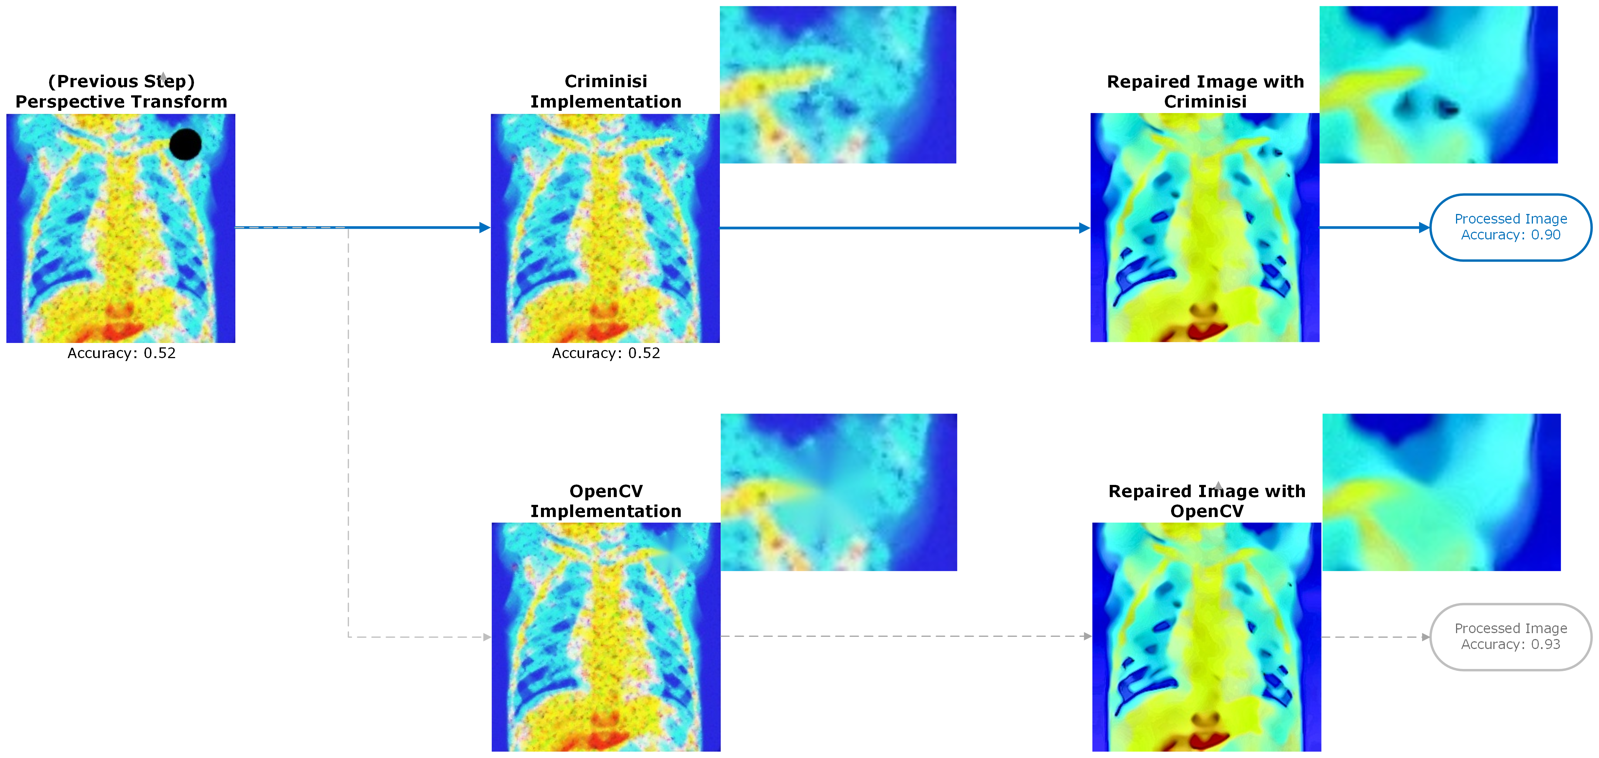 (Previous Step)
Perspective Transform
Accuracy: 0.52
Criminisi
Implementation
Accuracy: 0.52
Repaired Image with
Criminisi
Processed Image
Accuracy: 0.90
OpenCV
Implementation
Repaired Image with
OpenCV
Processed Image
Accuracy: 0.93